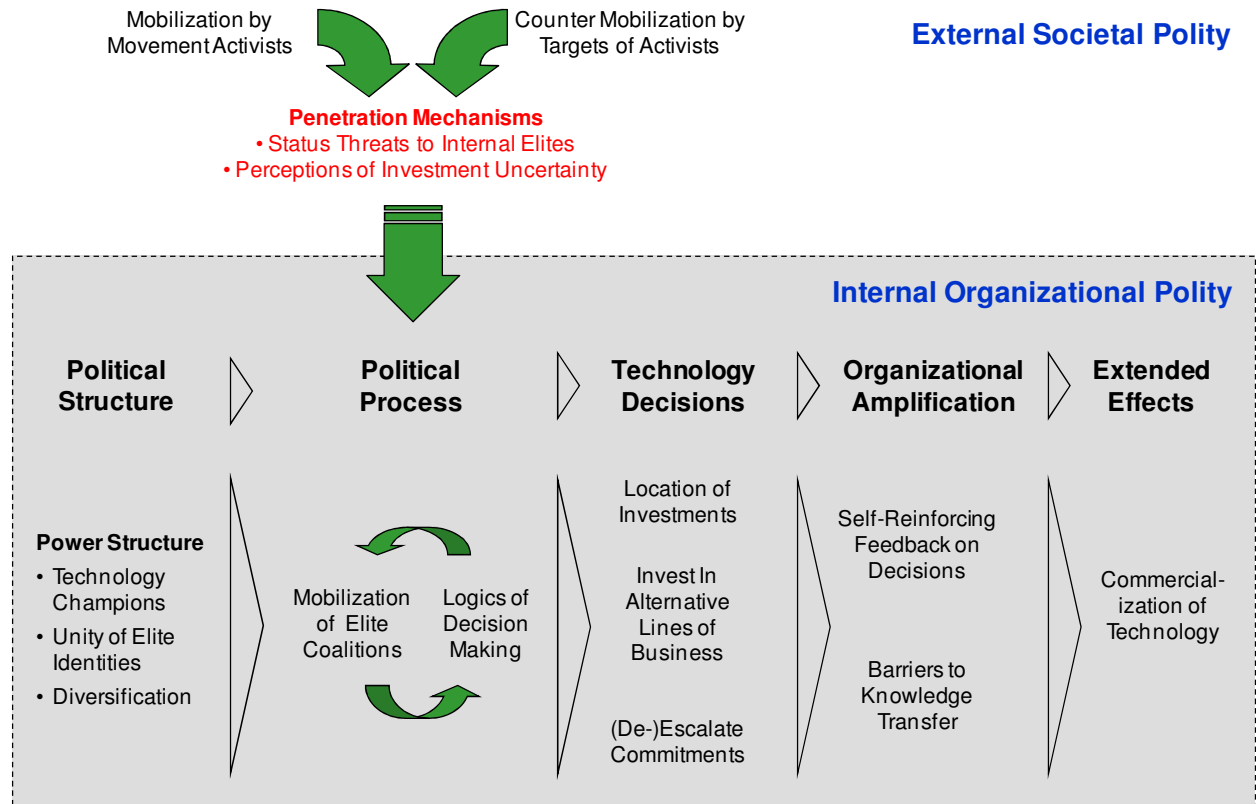 Mobilization by
Movement Activists
Counter Mobilization by
Targets of Activists
External Societal Polity
Penetration Mechanisms
• Status Threats to Internal Elites
• Perceptions of Investment Uncertainty
Internal Organizational Polity
Political
Structure
Political
Process
Technology
Decisions
Organizational
Amplification
Extended
Effects
Power Structure
• Technology
Champions
• Unity of Elite
Identities
• Diversification
Mobilization
of Elite
Coalitions
Logics of
Decision
Making
Location of
Investments
Invest In
Alternative
Lines of
Business
(De-)Escalate
Commitments
Self-Reinforcing
Feedback on
Decisions
Barriers to
Knowledge
Transfer
Commercial-
ization of
Technology